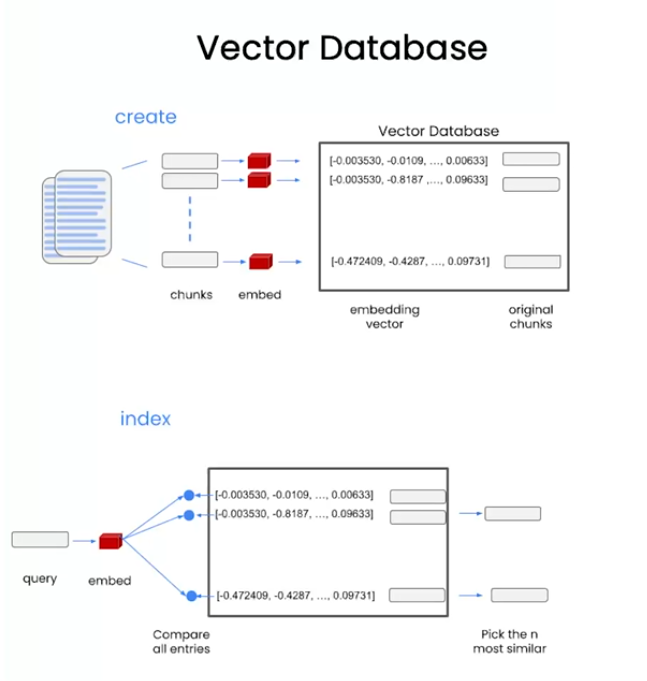 Vector Database
create
Vector Database
[-0.003530, -0.0109, ..., 0.00633]
[-0.003530, -0.8187 ,..., 0.09633]
[-0.472409, -0.4287, ..., 0.09731]
chunks
embed
embedding
vector
original
chunks
index
[-0.003530, -0.0109, ..., 0.00633]
[-0.003530, -0.8187, ..., 0.09633]
[-0.472409, -0.4287, ..., 0.09731]
query
embed
Compare
all entries
Pick the n
most similar